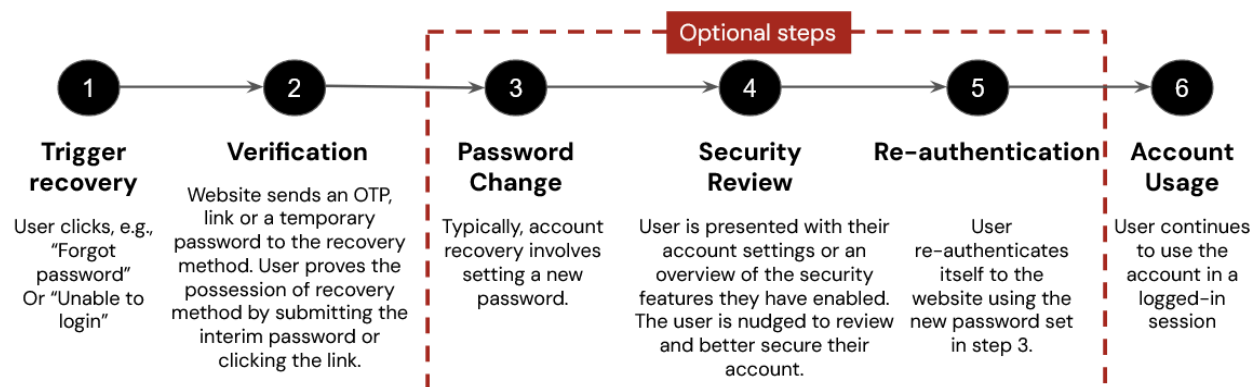 Optional steps
1
Trigger
recovery
User clicks, e.g.,
“Forgot
password”
Or “Unable to
login”
2
Verification
Website sends an OTP,
link or a temporary
password to the recovery
method. User proves the
possession of recovery
method by submitting the
interim password or
clicking the link.
3
Password
Change
Typically, account
recovery involves
setting a new
password.
4
Security
Review
User is presented with their
account settings or an
overview of the security
features they have enabled.
The user is nudged to review
and better secure their
account.
5
Re-authentication
User
re-authenticates
itself to the
website using the
new password set
in step 3.
6
Account
Usage
User continues
to use the
account in a
logged-in
session